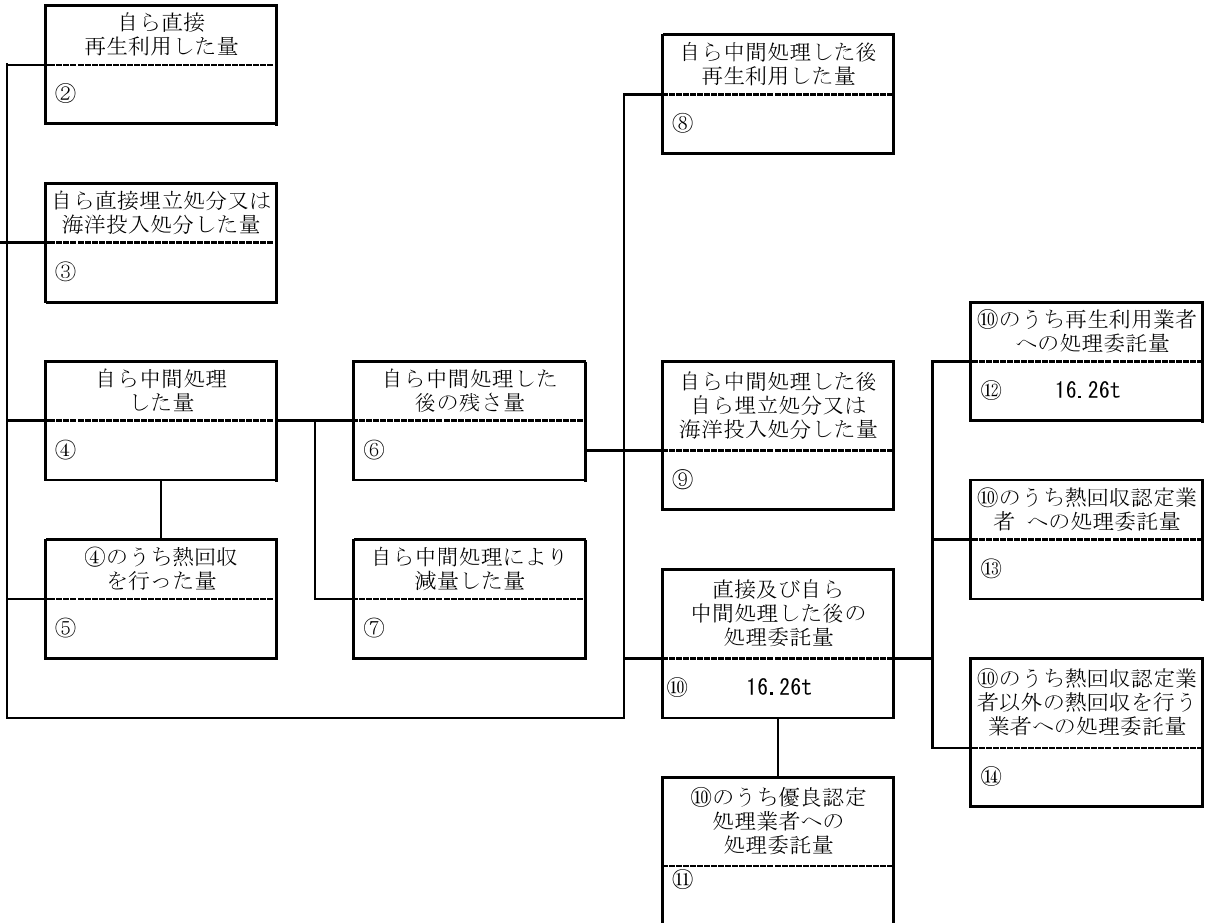 自ら直接
再生利用した量
②
自ら直接埋立処分又は
海洋投入処分した量
③
自ら中間処理
した量
④
④のうち熱回収
を行った量
⑤
自ら中間処理した
後の残さ量
⑥
自ら中間処理により
減量した量
⑦
自ら中間処理した後
再生利用した量
⑧
自ら中間処理した後
自ら埋立処分又は
海洋投入処分した量
⑨
直接及び自ら
中間処理した後の
処理委託量
⑩ 16.26t
⑩のうち優良認定
処理業者への
処理委託量
⑪
⑩のうち再生利用業者
への処理委託量
⑫ 16.26t
⑩のうち熱回収認定業
者 への処理委託量
⑬
⑩のうち熱回収認定業
者以外の熱回収を行う
業者への処理委託量
⑭